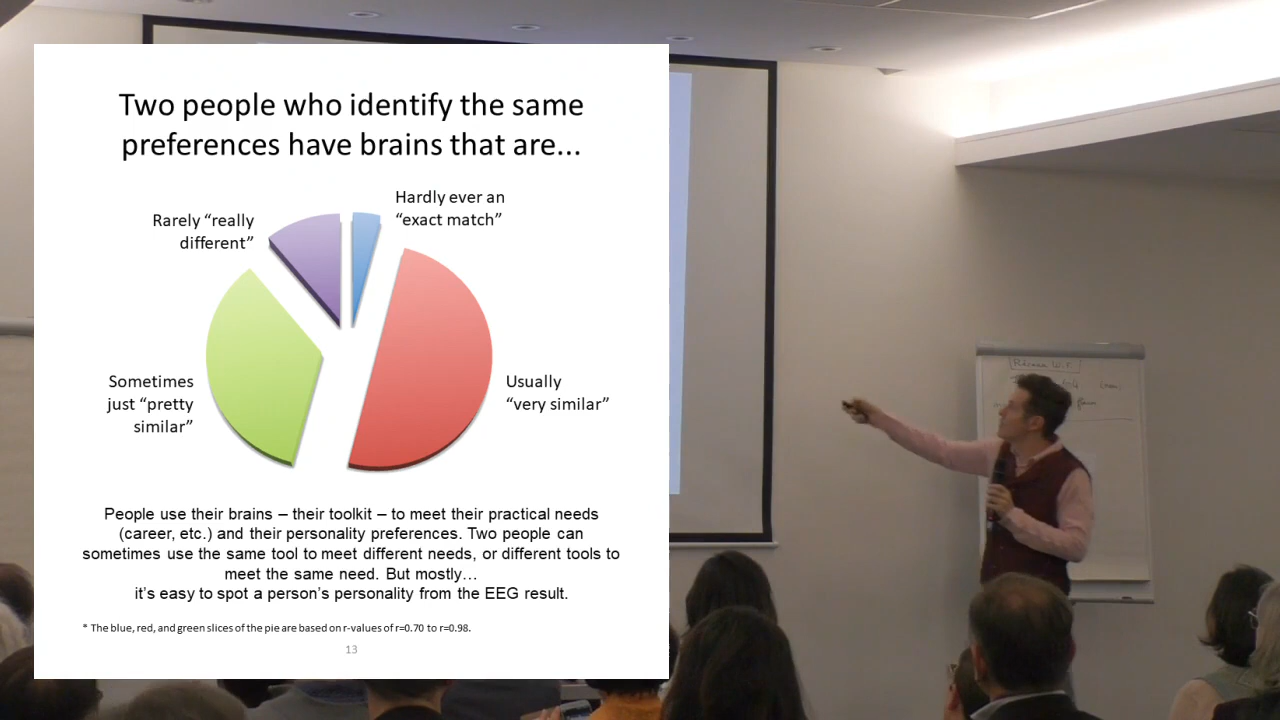 Two people who identify the same
preferences have brains that are...
Hardly ever an
“exact match”
Rarely “really
different”
Sometimes
just “pretty
similar”
Usually
“very similar”
People use their brains – their toolkit – to meet their practical needs
(career, etc.) and their personality preferences. Two people can
sometimes use the same tool to meet different needs, or different tools to
meet the same need. But mostly…
it’s easy to spot a person’s personality from the EEG result.
* The blue, red, and green slices of the pie are based on r-values of r=0.70 to r=0.98.
13